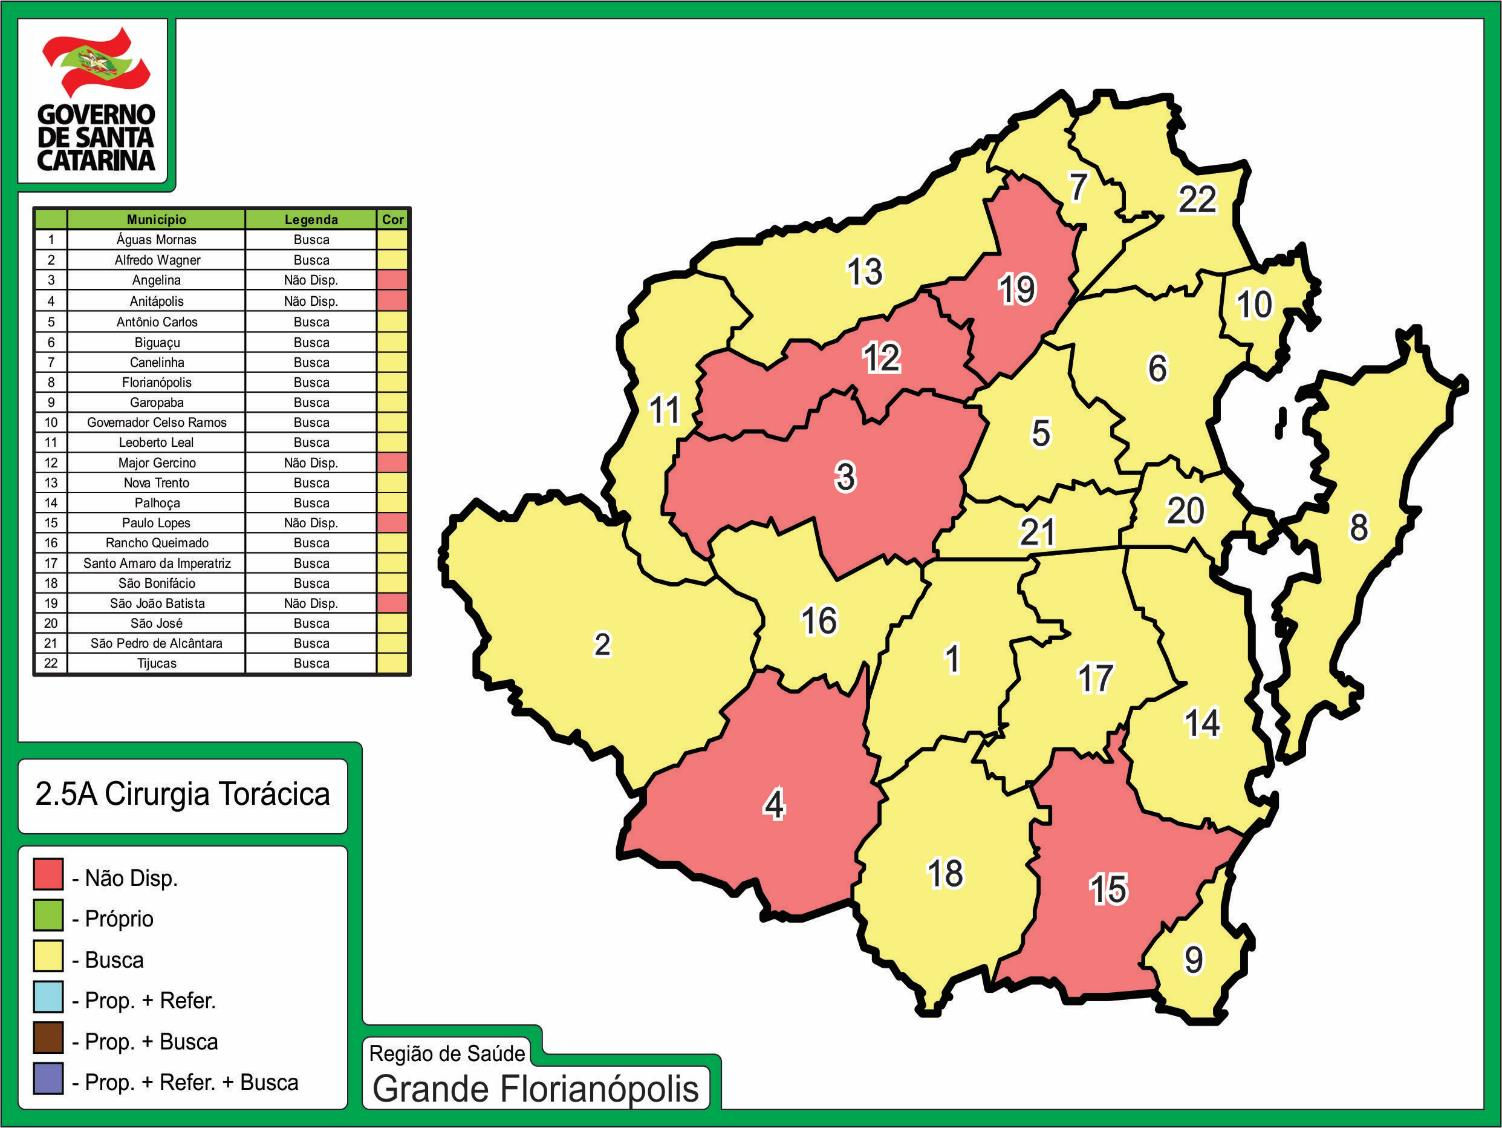 GOVERNO
DE SANTA
CATARINA
Município Legenda Cor
1 Águas Mornas Busca
2 Alfredo Wagner Busca
3 Angelina Não Disp.
4 Anitápolis Não Disp.
5 Antônio Carlos Busca
6 Biguaçu Busca
7 Canelinha Busca
8 Florianópolis Busca
9 Garopaba Busca
10 Governador Celso Ramos Busca
11 Leoberto Leal Busca
12 Major Gercino Não Disp.
13 Nova Trento Busca
14 Palhoça Busca
15 Paulo Lopes Não Disp.
16 Rancho Queimado Busca
17 Santo Amaro da Imperatriz Busca
18 São Bonifácio Busca
19 São João Batista Não Disp.
20 São José Busca
21 São Pedro de Alcântara Busca
22 Tijucas Busca
7
22
13
19
10
12
6
11
5
3
20
21
8
16
2
1
17
14
4
18
15
9
2.5A Cirurgia Torácica
- Não Disp.
- Próprio
- Busca
- Prop. + Refer.
- Prop. + Busca
- Prop. + Refer. + Busca
Região de Saúde
Grande Florianópolis